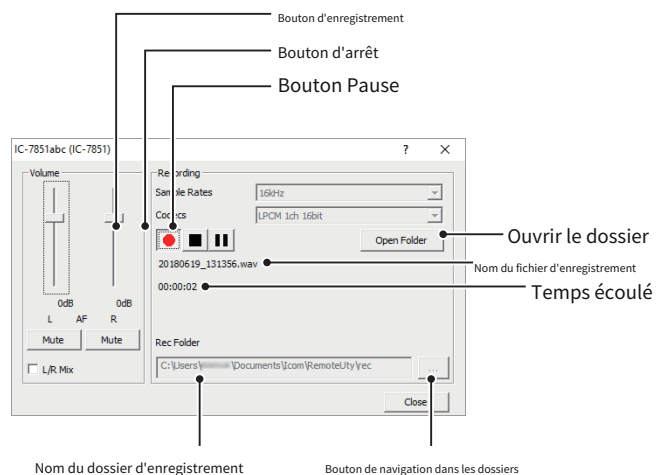 Bouton d'enregistrement
Bouton d'arrêt
Bouton Pause
IC-7851abc (IC-7851)
? ×
Volume
Recording
Sample Rates
16kHz
Codecs
LPCM 1ch 16bit
Open Folder
Ouvrir le dossier
20180619_131356.wav
Nom du fichier d'enregistrement
00:00:02
Temps écoulé
0dB 0dB
L AF R
Mute Mute
L/R Mix
Rec Folder
C:\Users\ \Documents\Icom\RemoteUty\rec
...
Close
Nom du dossier d'enregistrement
Bouton de navigation dans les dossiers